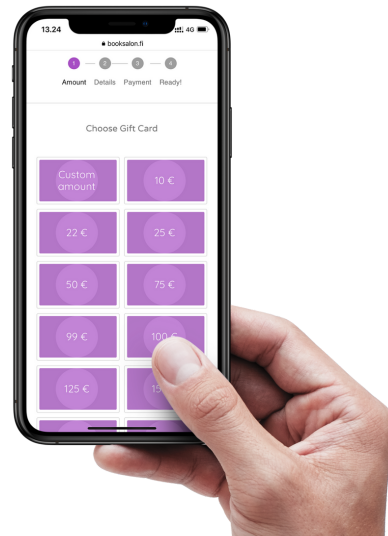 13.24
4G
booksalon.fi
1 2 3 4
Amount Details Payment Ready!
Choose Gift Card
Custom
amount
10 €
22 € 25 €
50 € 75 €
99 € 100 €
125 €